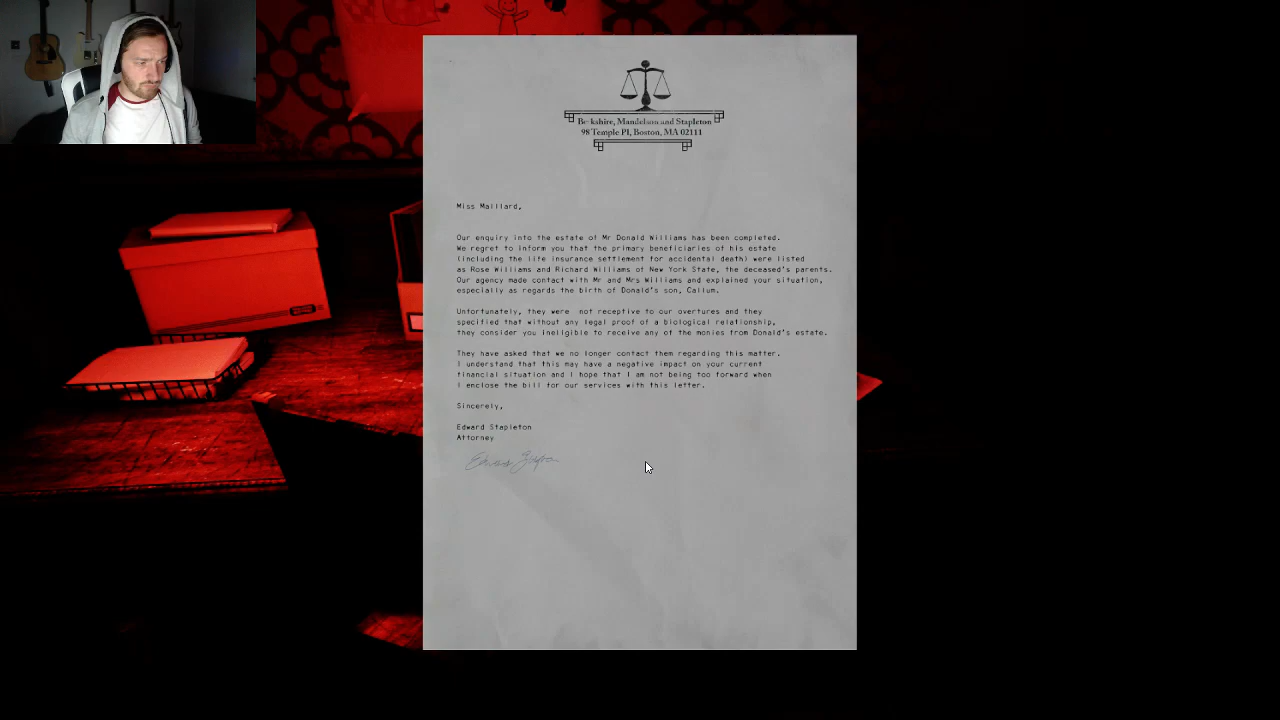 Berkshire, Mandelson and Stapleton
98 Temple Pl, Boston, MA 02111
Miss Maillard,
Our enquiry into the estate of Mr Donald Williams has been completed.
We regret to inform you that the primary beneficiaries of his estate
(including the life insurance settlement for accidental death) were listed
as Rose Williams and Richard Williams of New York State, the deceased's parents.
Our agency made contact with Mr and Mrs Williams and explained your situation,
especially as regards the birth of Donald's son, Callum.
Unfortunately, they were not receptive to our overtures and they
specified that without any legal proof of a biological relationship,
they consider you ineligible to receive any of the monies from Donald's estate.
They have asked that we no longer contact them regarding this matter.
I understand that this may have a negative impact on your current
financial situation and I hope that I am not being too forward when
I enclose the bill for our services with this letter.
Sincerely,
Edward Stapleton
Attorney